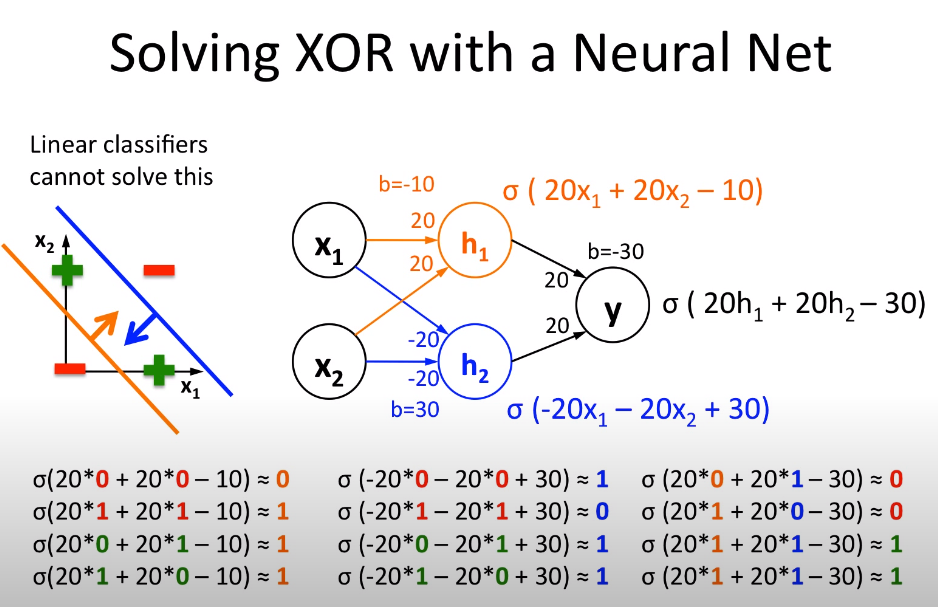 Solving XOR with a Neural Net
Linear classifiers
cannot solve this
x₂
x₁
b=-10
σ ( 20x₁ + 20x₂ – 10)
20
20
x₁
h₁
x₂
h₂
-20
-20
b=30
σ (-20x₁ – 20x₂ + 30)
b=-30
20
20
y
σ ( 20h₁ + 20h₂ – 30)
σ(20*0 + 20*0 – 10) ≈ 0
σ(20*1 + 20*1 – 10) ≈ 1
σ(20*0 + 20*1 – 10) ≈ 1
σ(20*1 + 20*0 – 10) ≈ 1
σ (-20*0 – 20*0 + 30) ≈ 1
σ (-20*1 – 20*1 + 30) ≈ 0
σ (-20*0 – 20*1 + 30) ≈ 1
σ (-20*1 – 20*0 + 30) ≈ 1
σ (20*0 + 20*1 – 30) ≈ 0
σ (20*1 + 20*0 – 30) ≈ 0
σ (20*1 + 20*1 – 30) ≈ 1
σ (20*1 + 20*1 – 30) ≈ 1